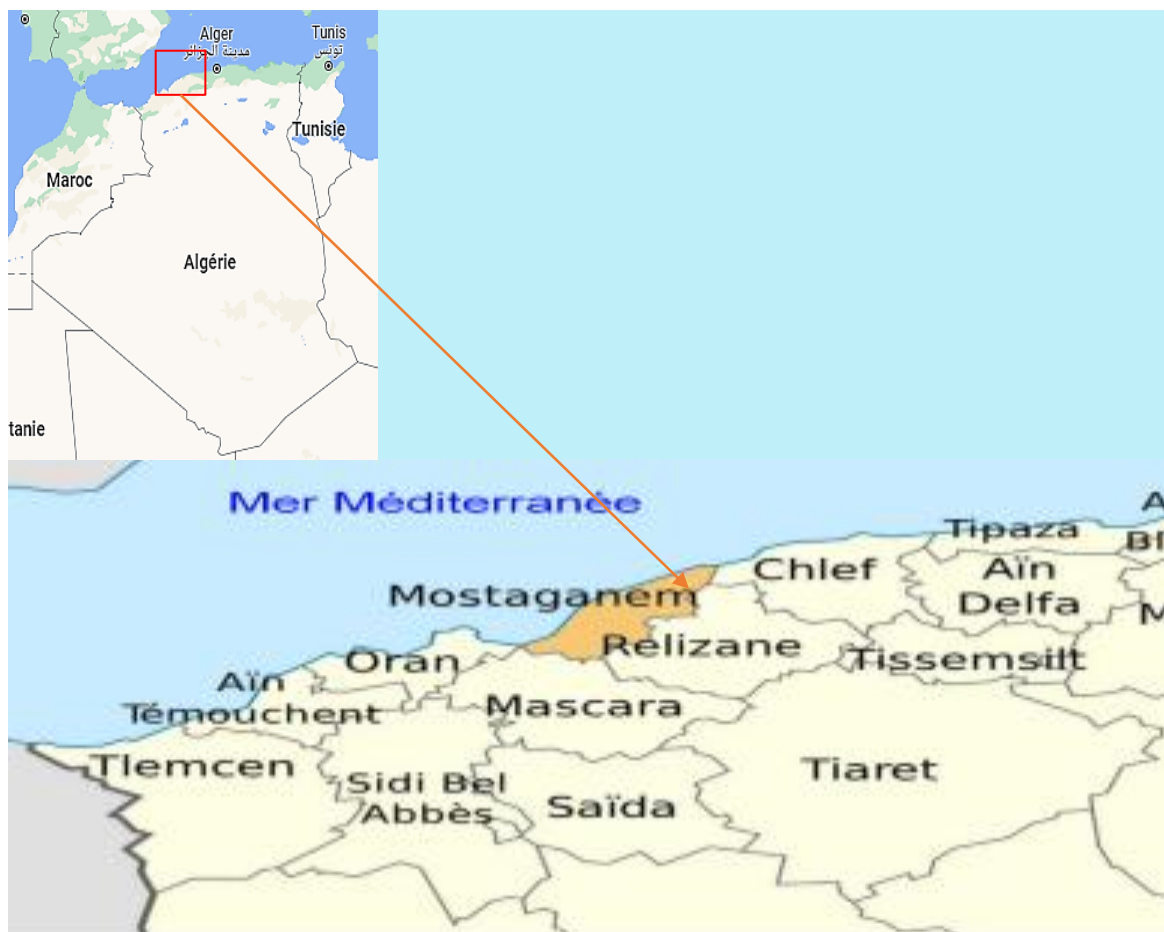 Alger
مدينة الجزائر
Tunis
تونس
Tunisie
Maroc
Algérie
tanie
Mer Méditerranée
A
Tipaza
Bl
Chlef
Aïn
Delfa
M
Mostaganem
Relizane
Tissemsilt
Oran
Aïn
Témouchent
Mascara
Tlemcen
Sidi Bel
Abbès
Saïda
Tiaret